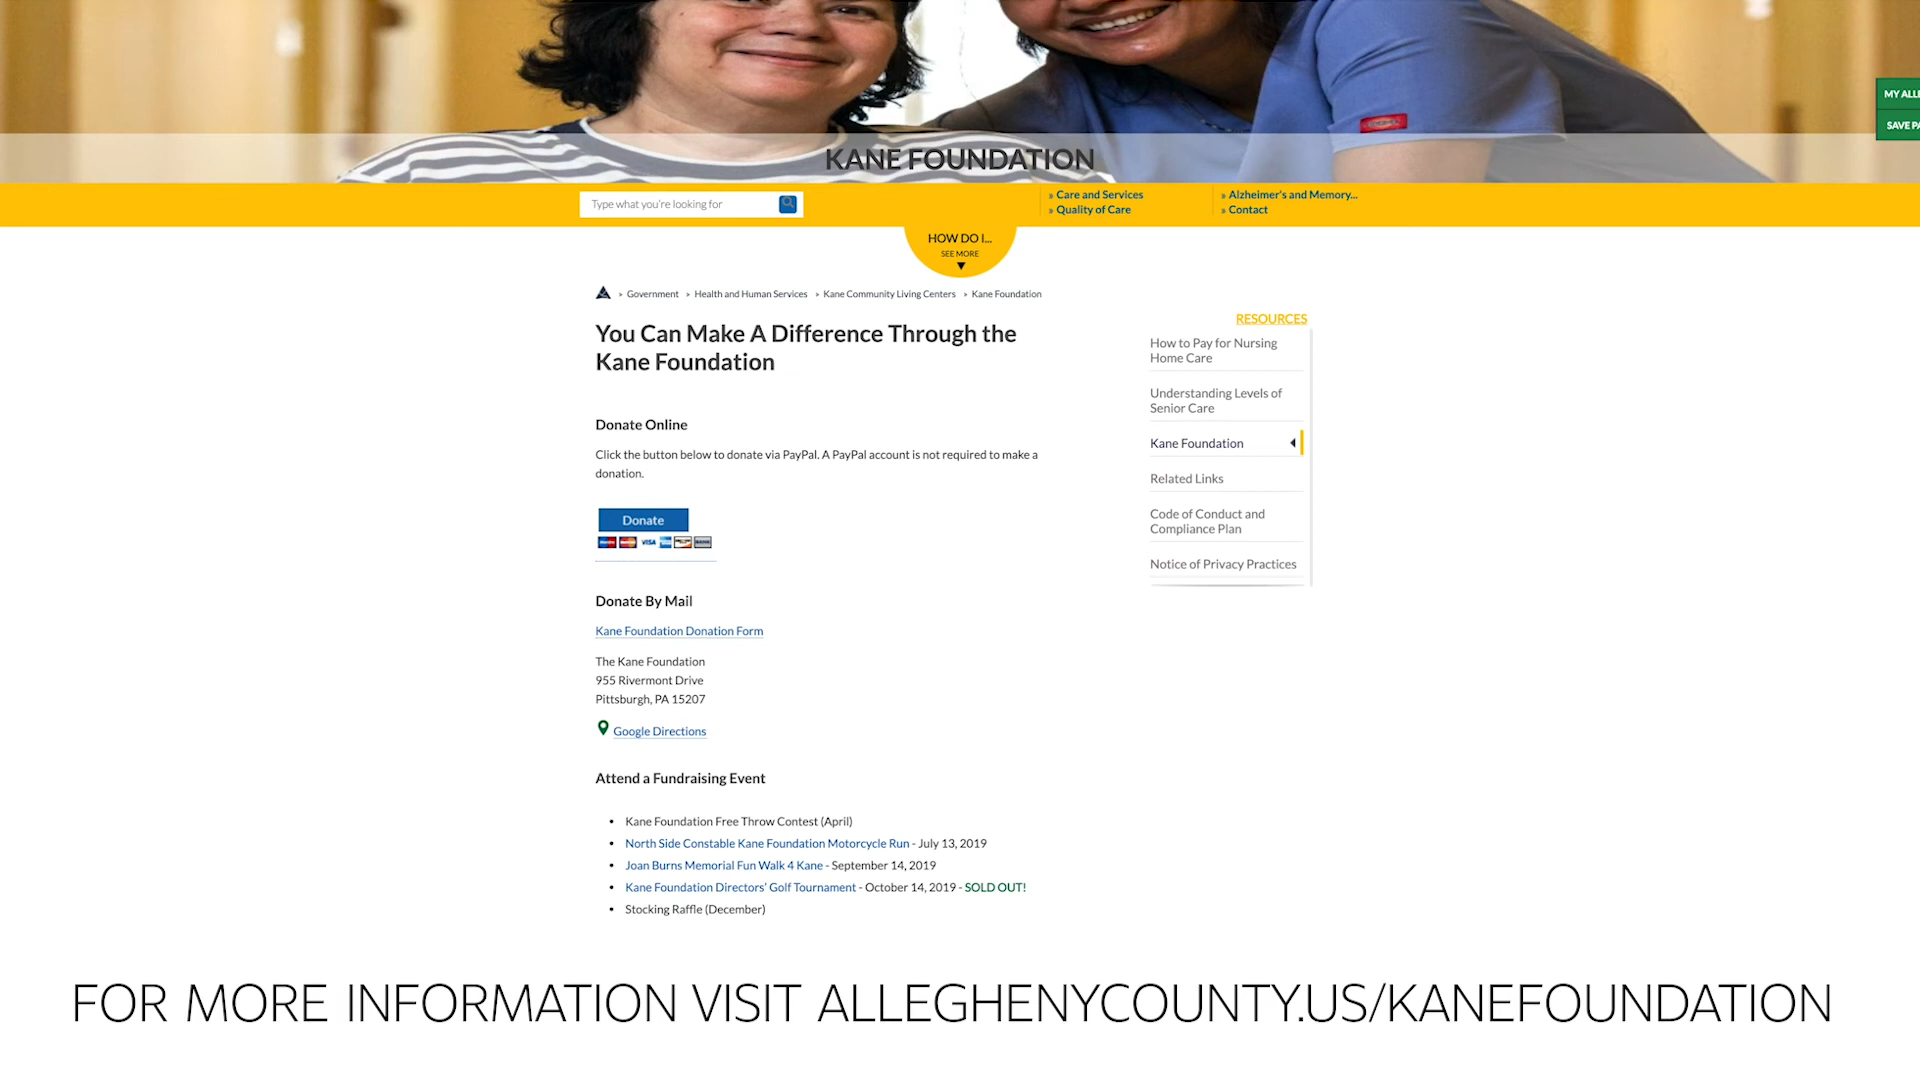 MY ALLE
SAVE PA
KANE FOUNDATION
Type what you're looking for
» Care and Services
» Quality of Care
» Alzheimer's and Memory...
» Contact
HOW DO I...
SEE MORE
> Government > Health and Human Services > Kane Community Living Centers > Kane Foundation
You Can Make A Difference Through the
Kane Foundation
Donate Online
Click the button below to donate via PayPal. A PayPal account is not required to make a
donation.
Donate
VISA
Donate By Mail
Kane Foundation Donation Form
The Kane Foundation
955 Rivermont Drive
Pittsburgh, PA 15207
Google Directions
Attend a Fundraising Event
• Kane Foundation Free Throw Contest (April)
• North Side Constable Kane Foundation Motorcycle Run - July 13, 2019
• Joan Burns Memorial Fun Walk 4 Kane - September 14, 2019
• Kane Foundation Directors' Golf Tournament - October 14, 2019 - SOLD OUT!
• Stocking Raffle (December)
RESOURCES
How to Pay for Nursing
Home Care
Understanding Levels of
Senior Care
Kane Foundation
Related Links
Code of Conduct and
Compliance Plan
Notice of Privacy Practices
FOR MORE INFORMATION VISIT ALLEGHENYCOUNTY.US/KANEFOUNDATION